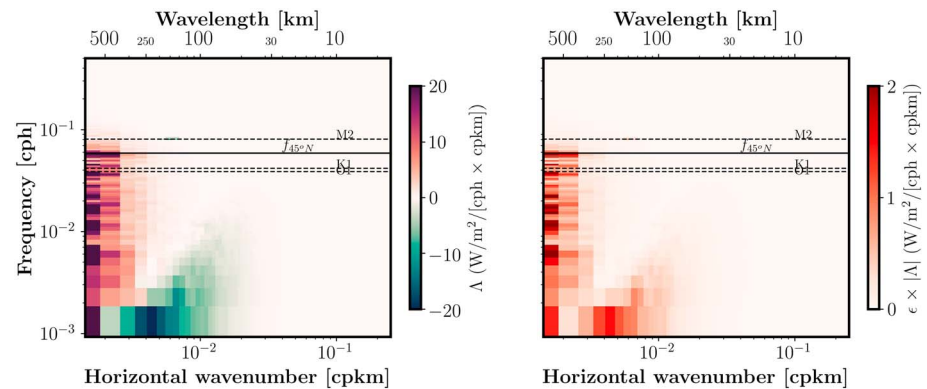 Wavelength [km]
500 250 100 30 10
Frequency [cph]
10⁻¹
10⁻²
10⁻³
M2
f₄₅ₒN
K1
O1
10⁻² 10⁻¹
Horizontal wavenumber [cpkm]
20
10
0
−10
−20
Λ (W/m²/[cph × cpkm])
Wavelength [km]
500 250 100 30 10
M2
f₄₅ₒN
K1
O1
10⁻² 10⁻¹
Horizontal wavenumber [cpkm]
2
1
0
ϵ × |Λ| (W/m²/[cph × cpkm])